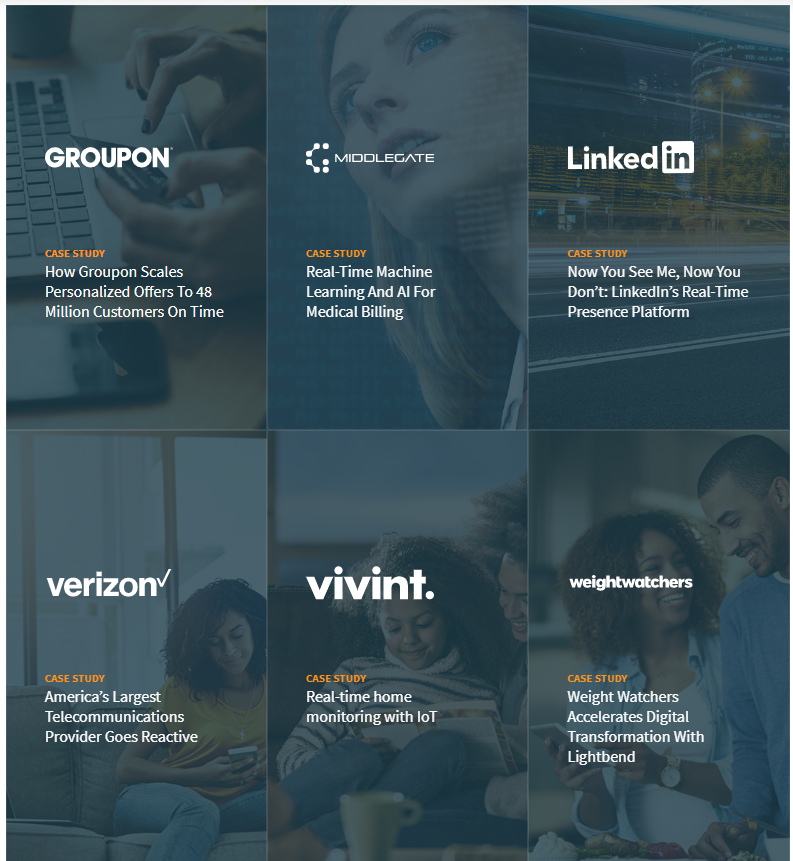 GROUPON
CASE STUDY
How Groupon Scales
Personalized Offers To 48
Million Customers On Time
MIDDLEGATE
CASE STUDY
Real-Time Machine
Learning And AI For
Medical Billing
Linked in
CASE STUDY
Now You See Me, Now You
Don’t: LinkedIn’s Real-Time
Presence Platform
verizon✓
CASE STUDY
America’s Largest
Telecommunications
Provider Goes Reactive
vivint.
CASE STUDY
Real-time home
monitoring with IoT
weightwatchers
CASE STUDY
Weight Watchers
Accelerates Digital
Transformation With
Lightbend